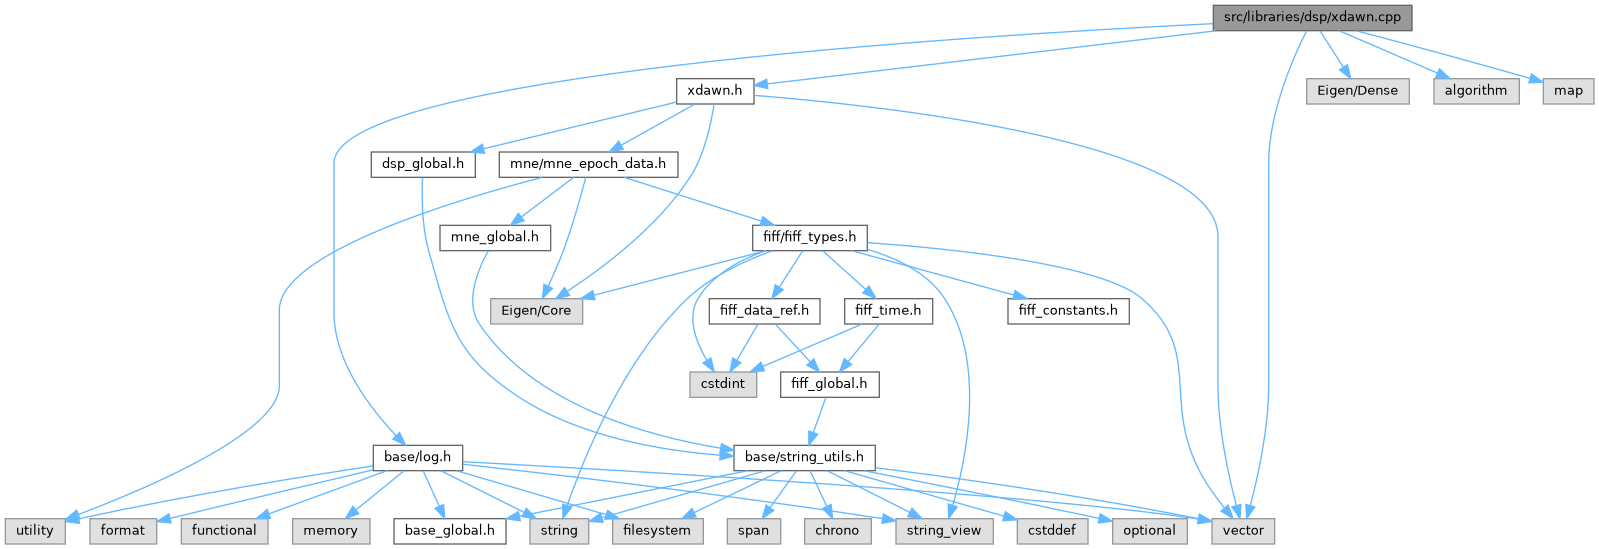 src/libraries/dsp/xdawn.cpp
xdawn.h
Eigen/Dense
algorithm
map
dsp_global.h
mne/mne_epoch_data.h
mne_global.h
fiff/fiff_types.h
Eigen/Core
fiff_data_ref.h
fiff_time.h
fiff_constants.h
cstdint
fiff_global.h
base/log.h
base/string_utils.h
utility
format
functional
memory
base_global.h
string
filesystem
span
chrono
string_view
cstddef
optional
vector